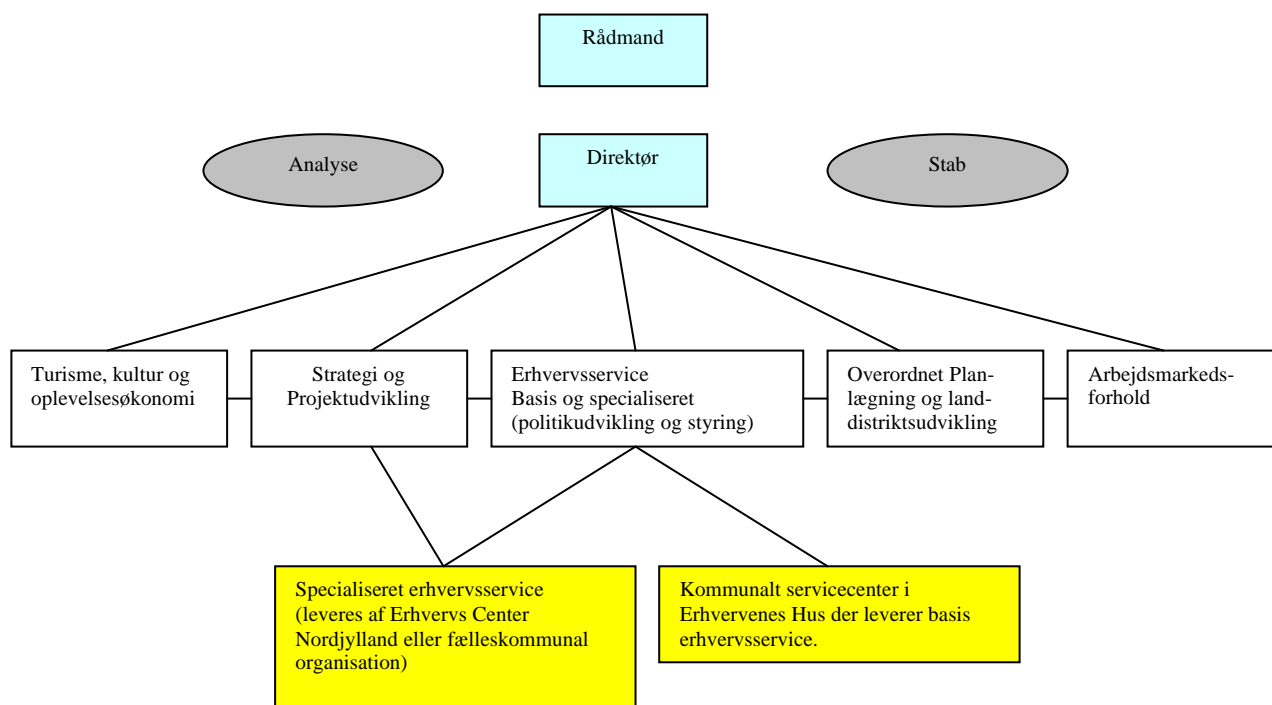 Rådmand
Analyse
Direktør
Stab
Turisme, kultur og
oplevelsesøkonomi
Strategi og
Projektudvikling
Erhvervsservice
Basis og specialiseret
(politikudvikling og styring)
Overordnet Plan-
lægning og land-
distriktsudvikling
Arbejdsmarkeds-
forhold
Specialiseret erhvervsservice
(leveres af Erhvervs Center
Nordjylland eller fælleskommunal
organisation)
Kommunalt servicecenter i
Erhvervenes Hus der leverer basis
erhvervsservice.